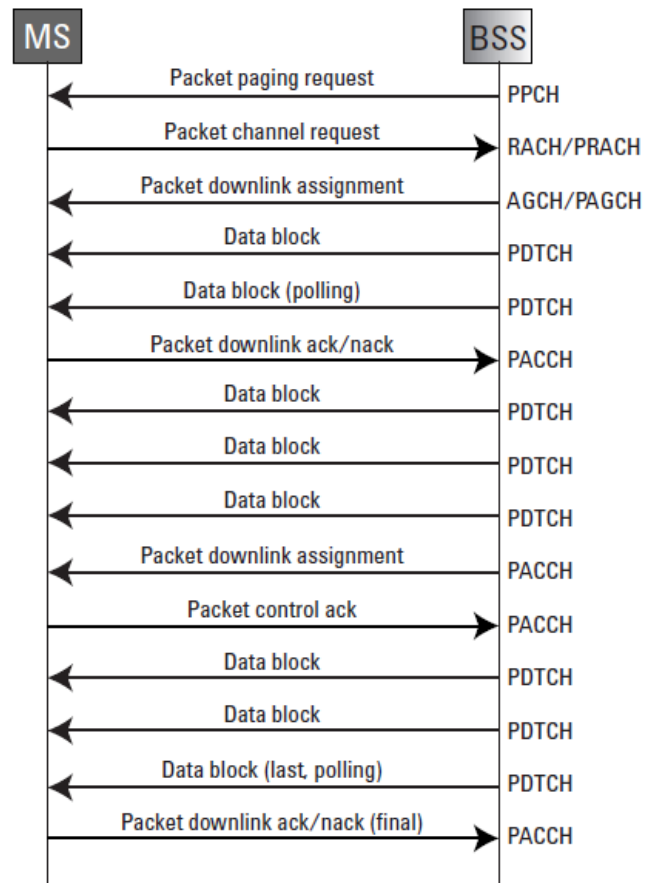 MS BSS
Packet paging request PPCH
Packet channel request RACH/PRACH
Packet downlink assignment AGCH/PAGCH
Data block PDTCH
Data block (polling) PDTCH
Packet downlink ack/nack PACCH
Data block PDTCH
Data block PDTCH
Data block PDTCH
Packet downlink assignment PACCH
Packet control ack PACCH
Data block PDTCH
Data block PDTCH
Data block (last, polling) PDTCH
Packet downlink ack/nack (final) PACCH